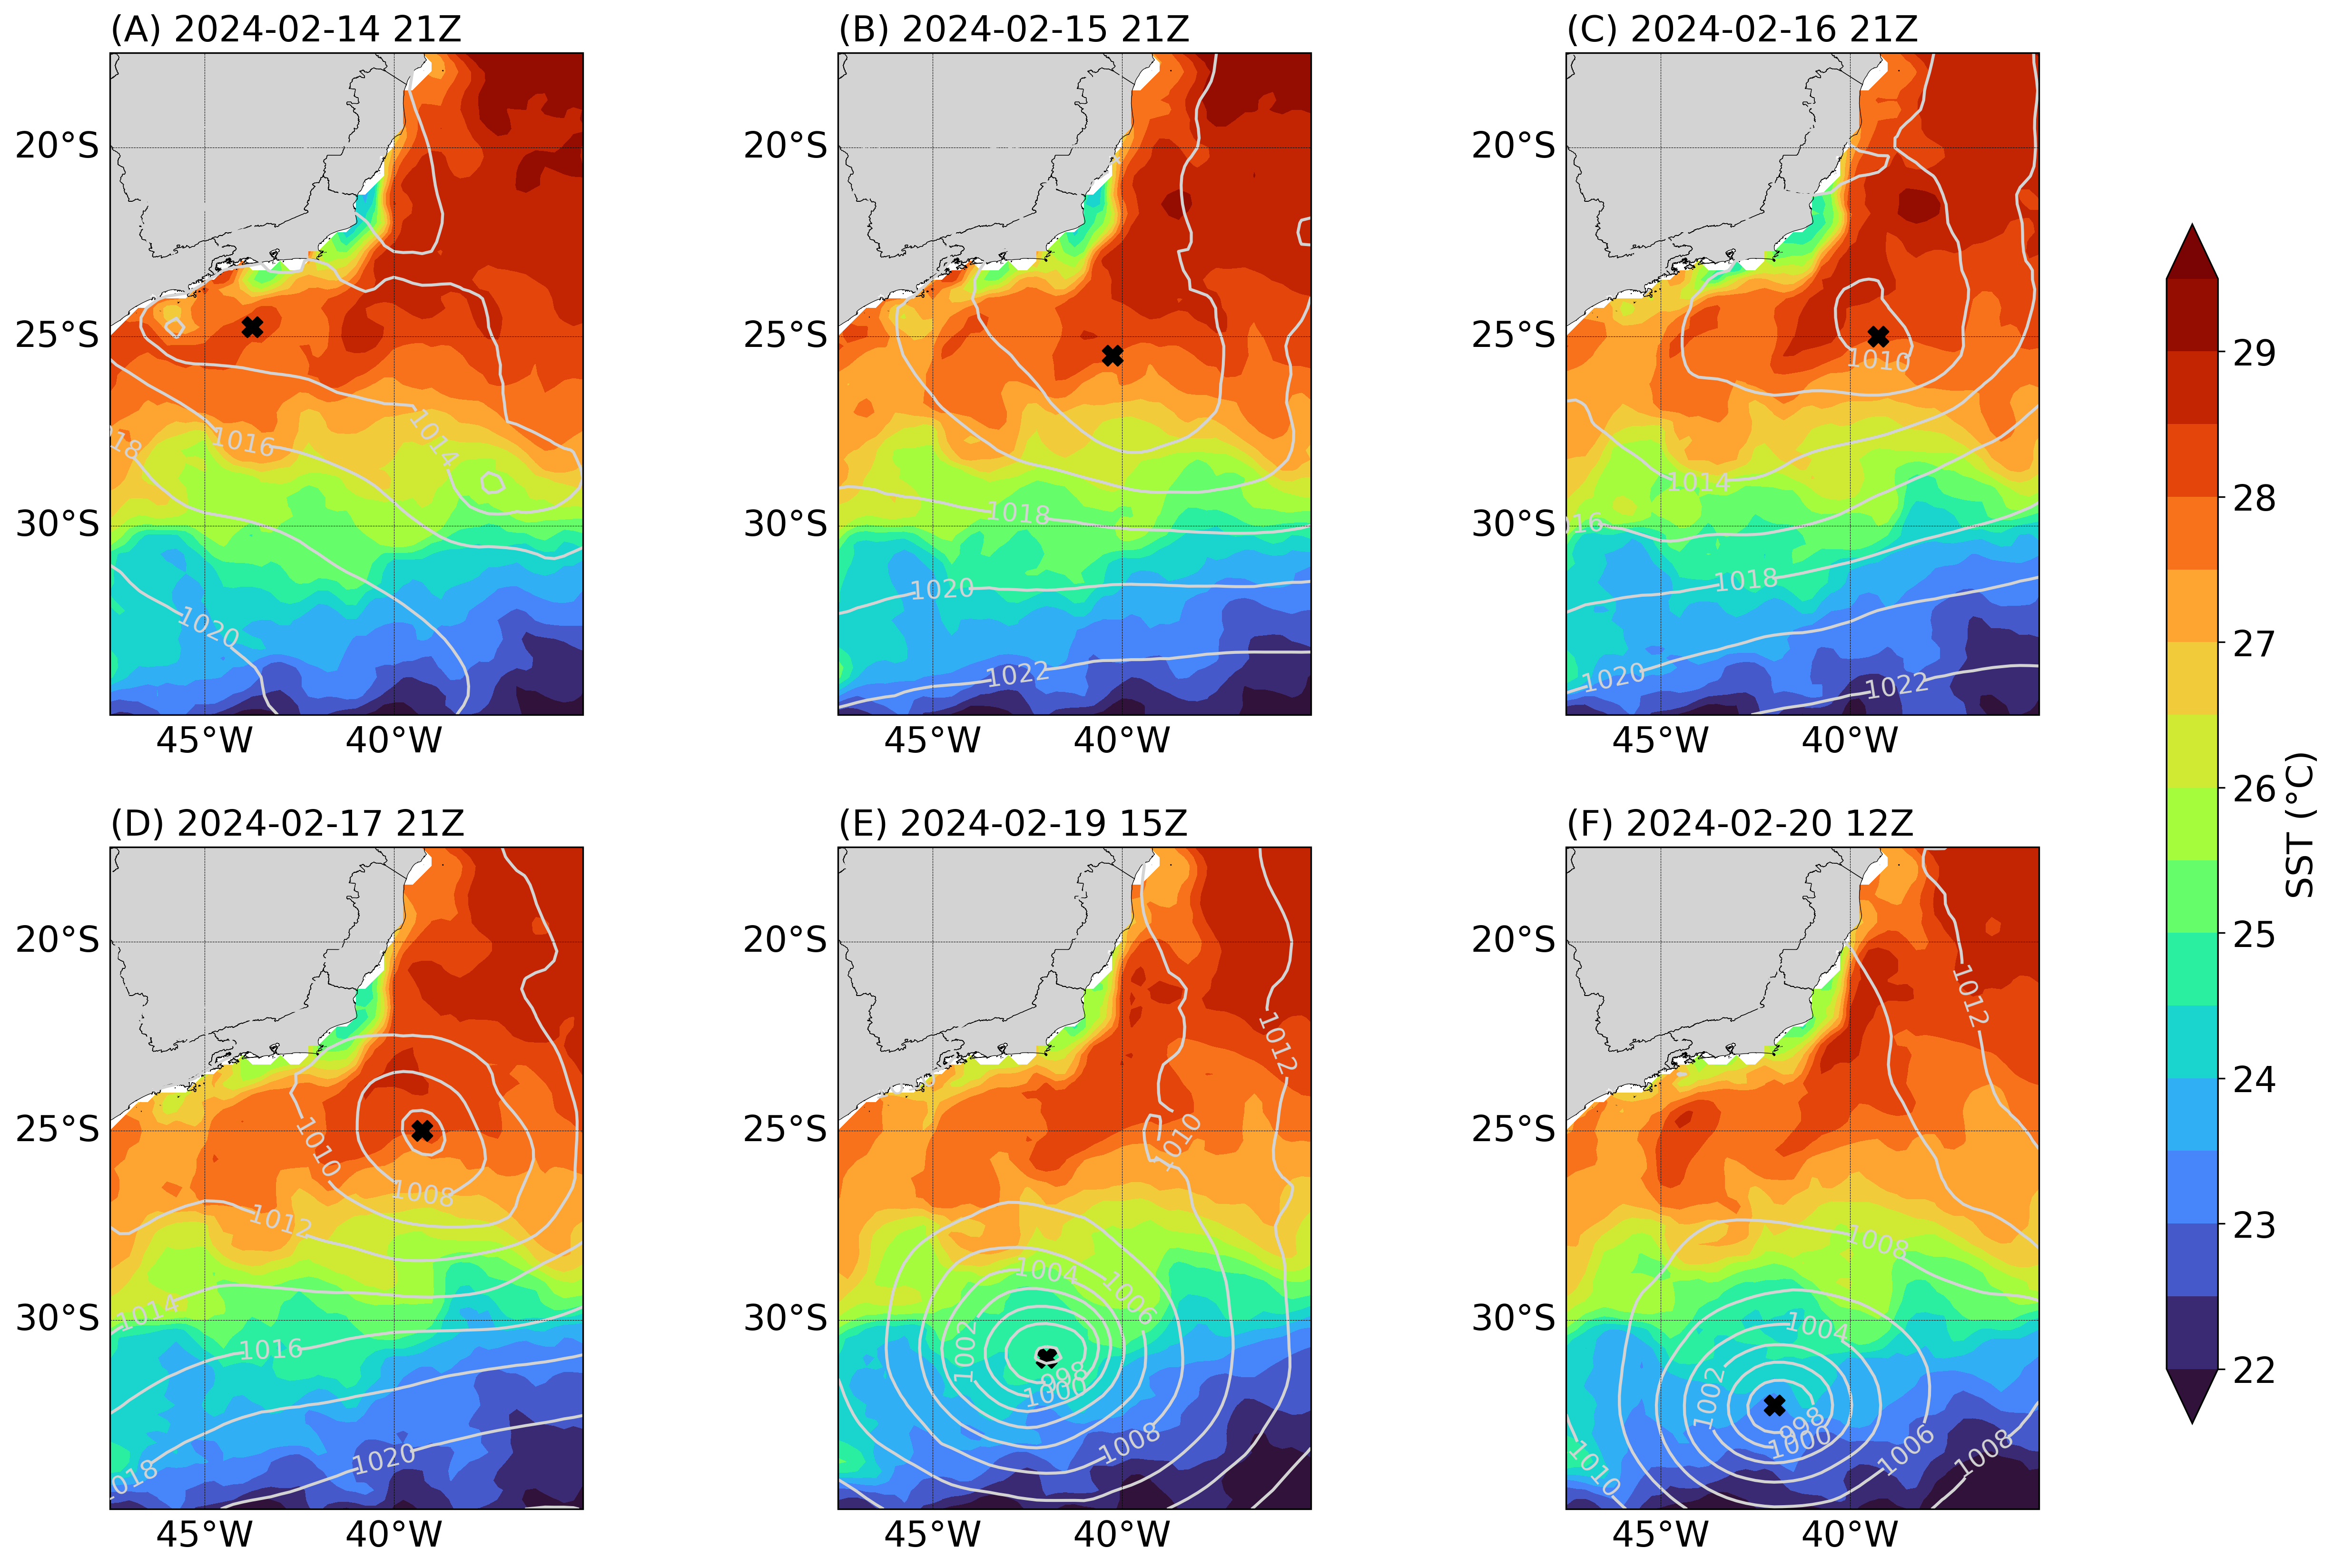 (A) 2024-02-14 21Z
(B) 2024-02-15 21Z
(C) 2024-02-16 21Z
20°S
25°S
30°S
45°W
40°W
1016
1014
18
1020
20°S
25°S
30°S
45°W
40°W
1018
1020
1022
20°S
25°S
30°S
45°W
40°W
1010
1014
16
1018
1020
1022
(D) 2024-02-17 21Z
(E) 2024-02-19 15Z
(F) 2024-02-20 12Z
20°S
25°S
30°S
45°W
40°W
1010
1008
1012
1014
1016
1018
1020
20°S
25°S
30°S
45°W
40°W
1012
1010
1004
1006
1002
998
1000
1008
20°S
25°S
30°S
45°W
40°W
1012
1008
1004
1002
998
1000
1006
1008
1010
29
28
27
26
25
24
23
22
SST (°C)